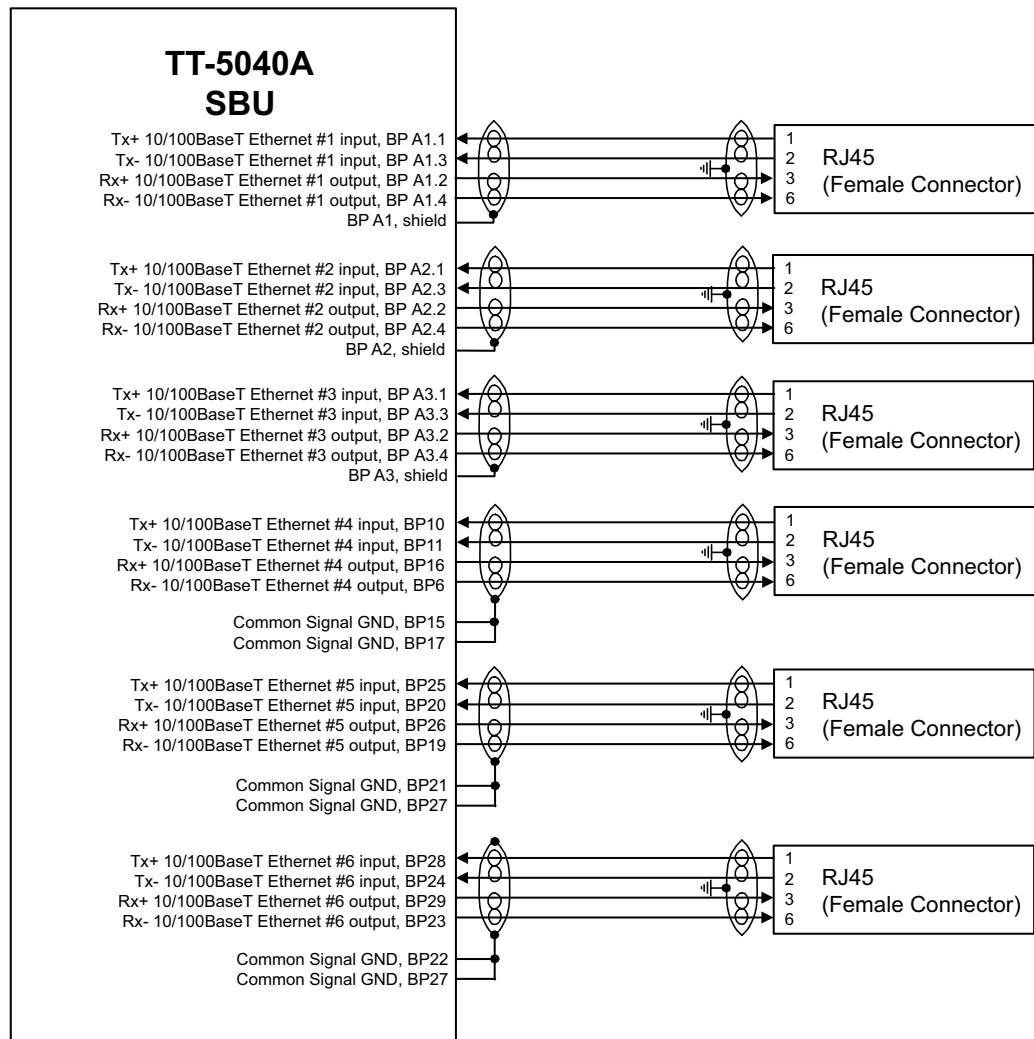 TT-5040A
SBU
Tx+ 10/100BaseT Ethernet #1 input, BP A1.1
Tx- 10/100BaseT Ethernet #1 input, BP A1.3
Rx+ 10/100BaseT Ethernet #1 output, BP A1.2
Rx- 10/100BaseT Ethernet #1 output, BP A1.4
BP A1, shield
1
2
3
6
RJ45
(Female Connector)
Tx+ 10/100BaseT Ethernet #2 input, BP A2.1
Tx- 10/100BaseT Ethernet #2 input, BP A2.3
Rx+ 10/100BaseT Ethernet #2 output, BP A2.2
Rx- 10/100BaseT Ethernet #2 output, BP A2.4
BP A2, shield
1
2
3
6
RJ45
(Female Connector)
Tx+ 10/100BaseT Ethernet #3 input, BP A3.1
Tx- 10/100BaseT Ethernet #3 input, BP A3.3
Rx+ 10/100BaseT Ethernet #3 output, BP A3.2
Rx- 10/100BaseT Ethernet #3 output, BP A3.4
BP A3, shield
1
2
3
6
RJ45
(Female Connector)
Tx+ 10/100BaseT Ethernet #4 input, BP10
Tx- 10/100BaseT Ethernet #4 input, BP11
Rx+ 10/100BaseT Ethernet #4 output, BP16
Rx- 10/100BaseT Ethernet #4 output, BP6
Common Signal GND, BP15
Common Signal GND, BP17
1
2
3
6
RJ45
(Female Connector)
Tx+ 10/100BaseT Ethernet #5 input, BP25
Tx- 10/100BaseT Ethernet #5 input, BP20
Rx+ 10/100BaseT Ethernet #5 output, BP26
Rx- 10/100BaseT Ethernet #5 output, BP19
Common Signal GND, BP21
Common Signal GND, BP27
1
2
3
6
RJ45
(Female Connector)
Tx+ 10/100BaseT Ethernet #6 input, BP28
Tx- 10/100BaseT Ethernet #6 input, BP24
Rx+ 10/100BaseT Ethernet #6 output, BP29
Rx- 10/100BaseT Ethernet #6 output, BP23
Common Signal GND, BP22
Common Signal GND, BP27
1
2
3
6
RJ45
(Female Connector)